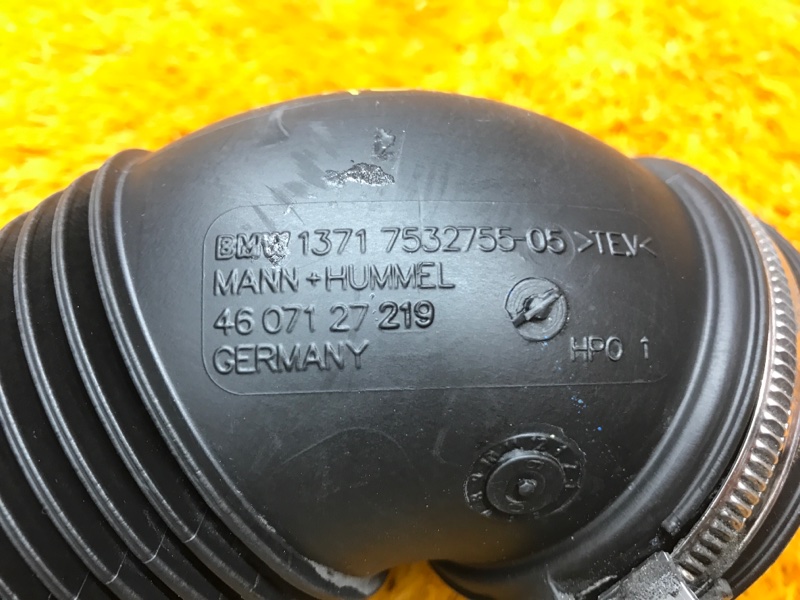 BMW 1371 7532755-05 >TEV<
MANN+HUMMEL
46 071 27 219
GERMANY
HPO 1